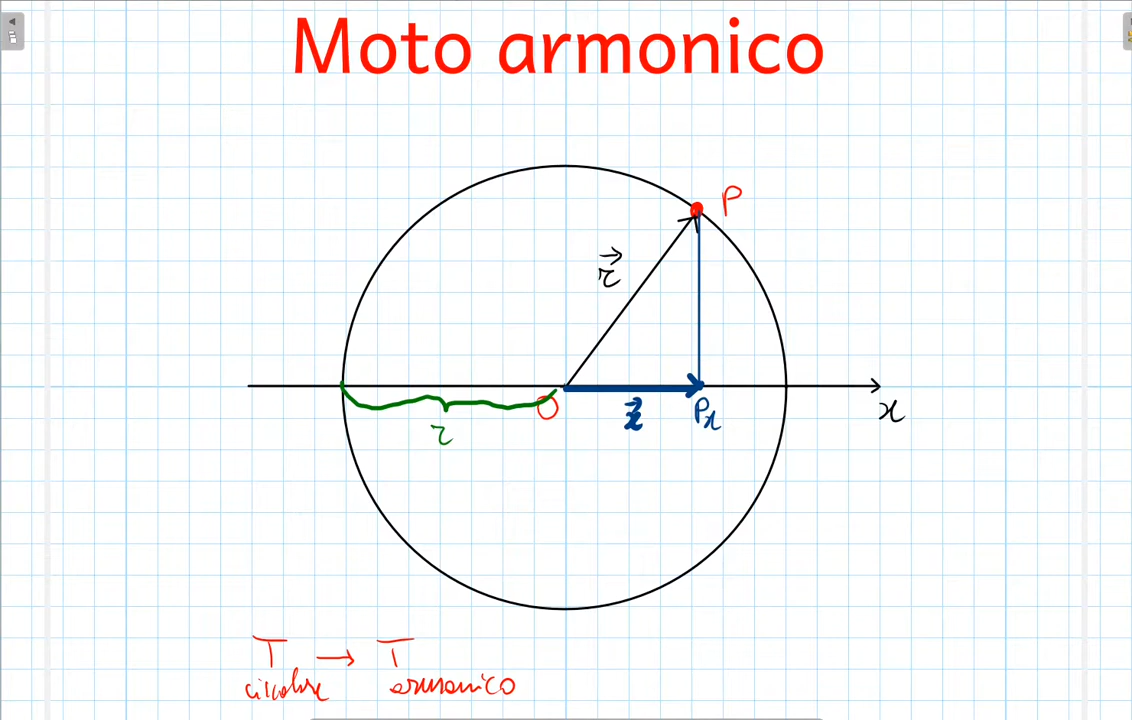 Moto armonico
P
r⃗
O
x⃗
Pₓ
x
r
T → T
circolare armonico